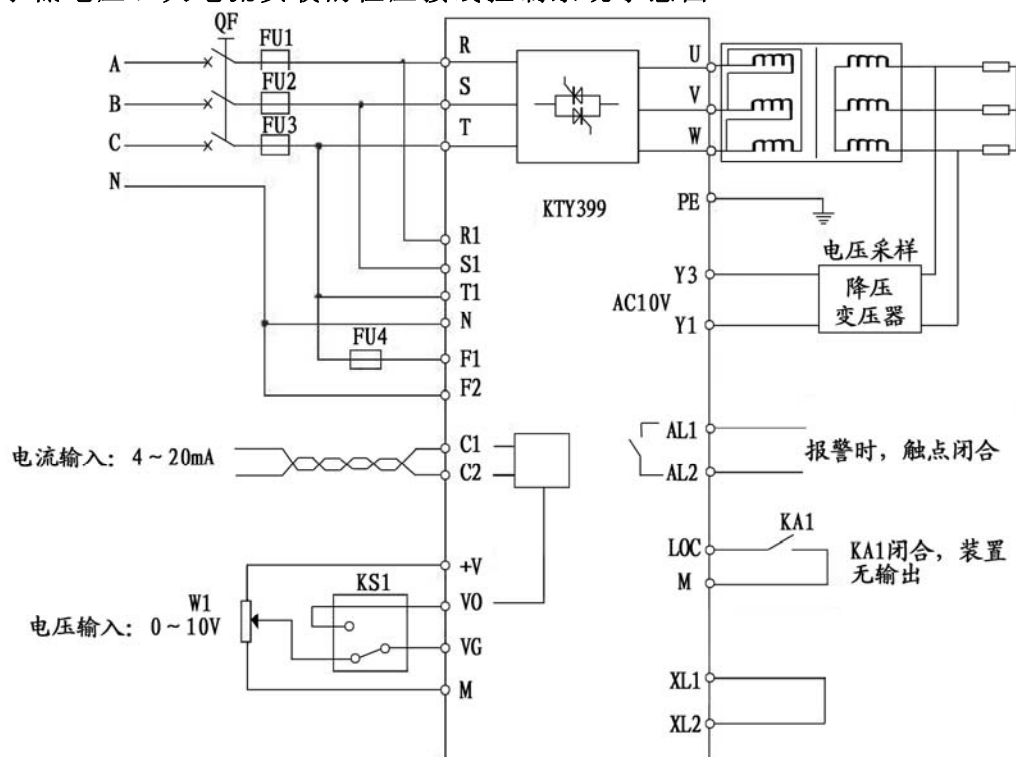 QF
FU1
FU2
FU3
A
B
C
N
R
S
T
KTY399
U
V
W
PE
R1
S1
T1
N
FU4
F1
F2
电压采样
降压
变压器
Y3
AC10V
Y1
电流输入: 4~20mA
C1
C2
AL1
AL2
报警时，触点闭合
KA1
LOC
M
KA1闭合，装置
无输出
+V
KS1
W1
VO
电压输入: 0~10V
VG
M
XL1
XL2